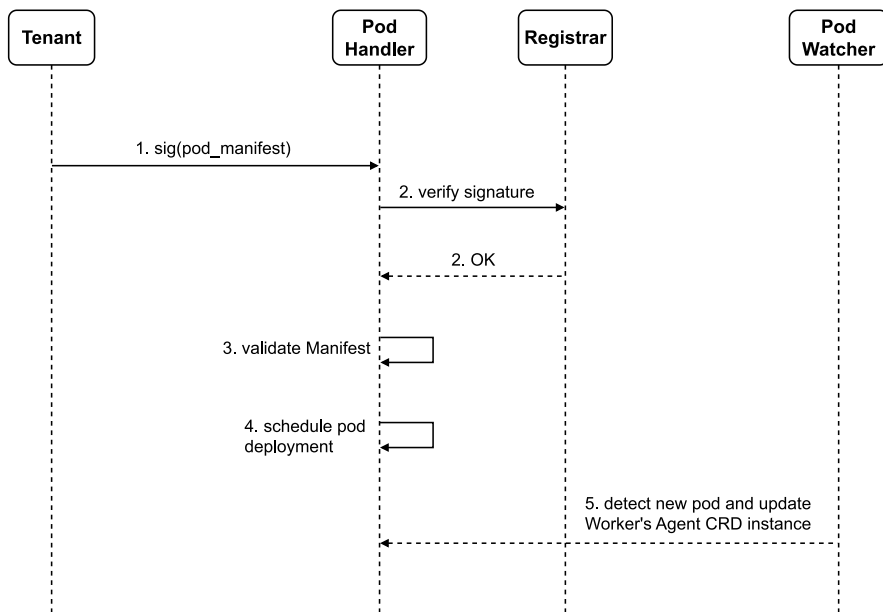 Tenant
Pod
Handler
Registrar
Pod
Watcher
1. sig(pod_manifest)
2. verify signature
2. OK
3. validate Manifest
4. schedule pod
deployment
5. detect new pod and update
Worker's Agent CRD instance